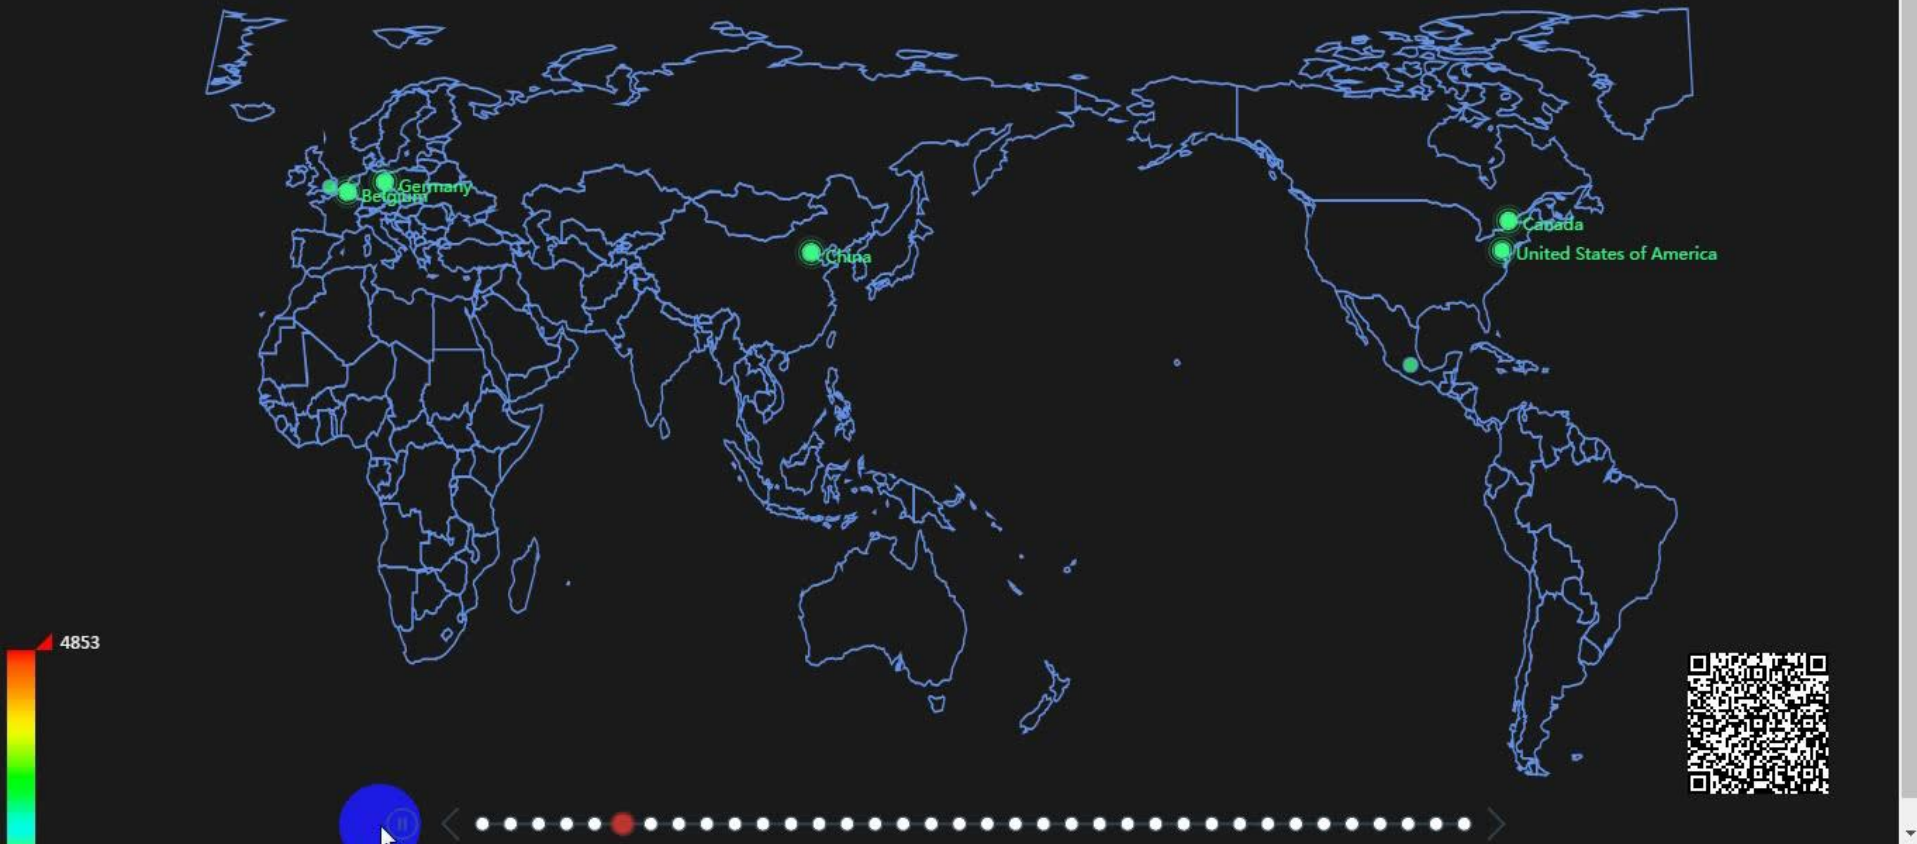 Germany
Belgium
Canada
China
United States of America
4853